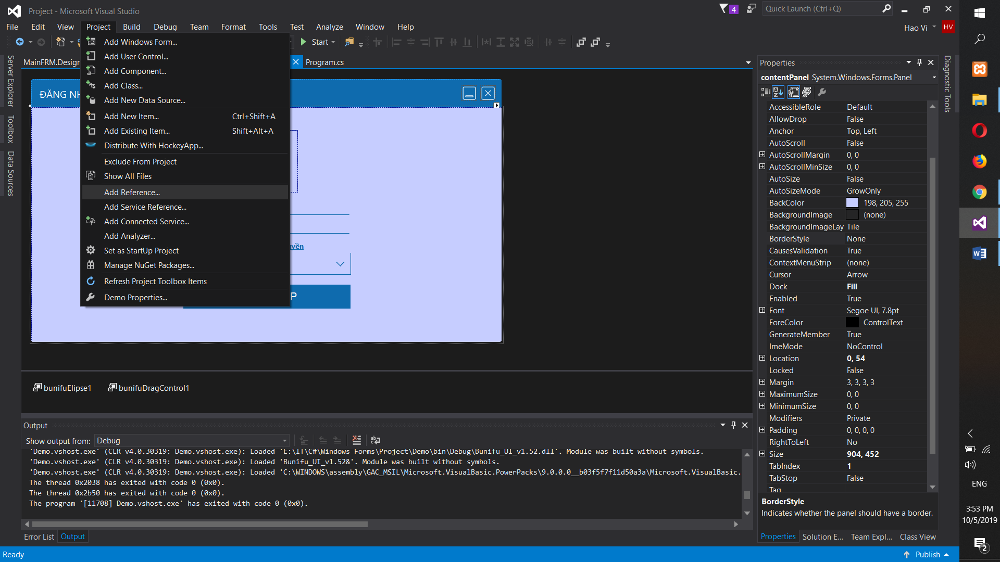 Project - Microsoft Visual Studio
4
Quick Launch (Ctrl+Q)
File Edit View Project Build Debug Team Format Tools Test Analyze Window Help
Hao Vi HV
Start
Server Explorer
Toolbox
Data Sources
MainFRM.Design
Program.cs
ĐĂNG NH
Add Windows Form...
Add User Control...
Add Component...
Add Class...
Add New Data Source...
Add New Item... Ctrl+Shift+A
Add Existing Item... Shift+Alt+A
Distribute With HockeyApp...
Exclude From Project
Show All Files
Add Reference...
Add Service Reference...
Add Connected Service...
Add Analyzer...
Set as StartUp Project
Manage NuGet Packages...
Refresh Project Toolbox Items
Demo Properties...
yền
P
bunifuElipse1 bunifuDragControl1
Output
Show output from: Debug
'Demo.vshost.exe' (CLR v4.0.30319: Demo.vshost.exe): Loaded 'E:\IT\C#\Windows Forms\Project\Demo\bin\Debug\Bunifu_UI_v1.52.dll'. Module was built without symbols.
'Demo.vshost.exe' (CLR v4.0.30319: Demo.vshost.exe): Loaded 'Bunifu_UI_v1.52&'. Module was built without symbols.
'Demo.vshost.exe' (CLR v4.0.30319: Demo.vshost.exe): Loaded 'C:\WINDOWS\assembly\GAC_MSIL\Microsoft.VisualBasic.PowerPacks\9.0.0.0__b03f5f7f11d50a3a\Microsoft.VisualBasic.
The thread 0x2038 has exited with code 0 (0x0).
The thread 0x2b50 has exited with code 0 (0x0).
The program '[11708] Demo.vshost.exe' has exited with code 0 (0x0).
Error List Output
Ready
Properties
contentPanel System.Windows.Forms.Panel
AccessibleRole Default
AllowDrop False
Anchor Top, Left
AutoScroll False
AutoScrollMargin 0, 0
AutoScrollMinSize 0, 0
AutoSize False
AutoSizeMode GrowOnly
BackColor 198, 205, 255
BackgroundImage (none)
BackgroundImageLay Tile
BorderStyle None
CausesValidation True
ContextMenuStrip (none)
Cursor Arrow
Dock Fill
Enabled True
Font Segoe UI, 7.8pt
ForeColor ControlText
GenerateMember True
ImeMode NoControl
Location 0, 54
Locked False
Margin 3, 3, 3, 3
MaximumSize 0, 0
MinimumSize 0, 0
Modifiers Private
Padding 0, 0, 0, 0
RightToLeft No
Size 904, 452
TabIndex 1
TabStop False
Tag
BorderStyle
Indicates whether the panel should have a border.
Properties Solution E... Team Expl... Class View
Publish
Diagnostic Tools
ENG
3:53 PM
10/5/2019
2